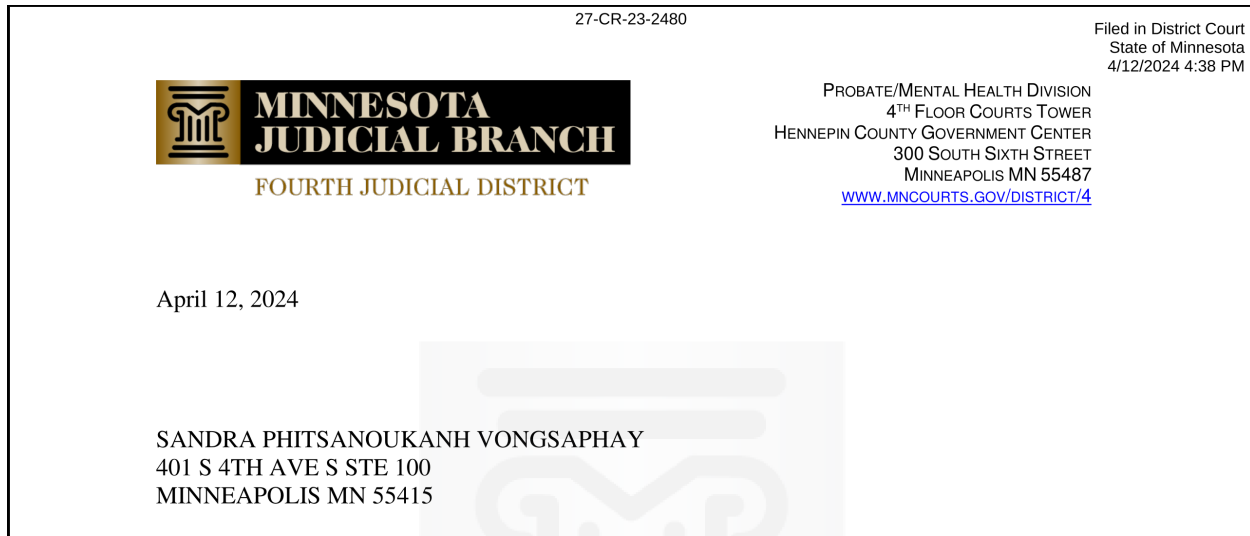 27-CR-23-2480
Filed in District Court
State of Minnesota
4/12/2024 4:38 PM
MINNESOTA
JUDICIAL BRANCH
FOURTH JUDICIAL DISTRICT
PROBATE/MENTAL HEALTH DIVISION
4TH FLOOR COURTS TOWER
HENNEPIN COUNTY GOVERNMENT CENTER
300 SOUTH SIXTH STREET
MINNEAPOLIS MN 55487
WWW.MNCOURTS.GOV/DISTRICT/4
April 12, 2024
SANDRA PHITSANOUKANH VONGSAPHAY
401 S 4TH AVE S STE 100
MINNEAPOLIS MN 55415